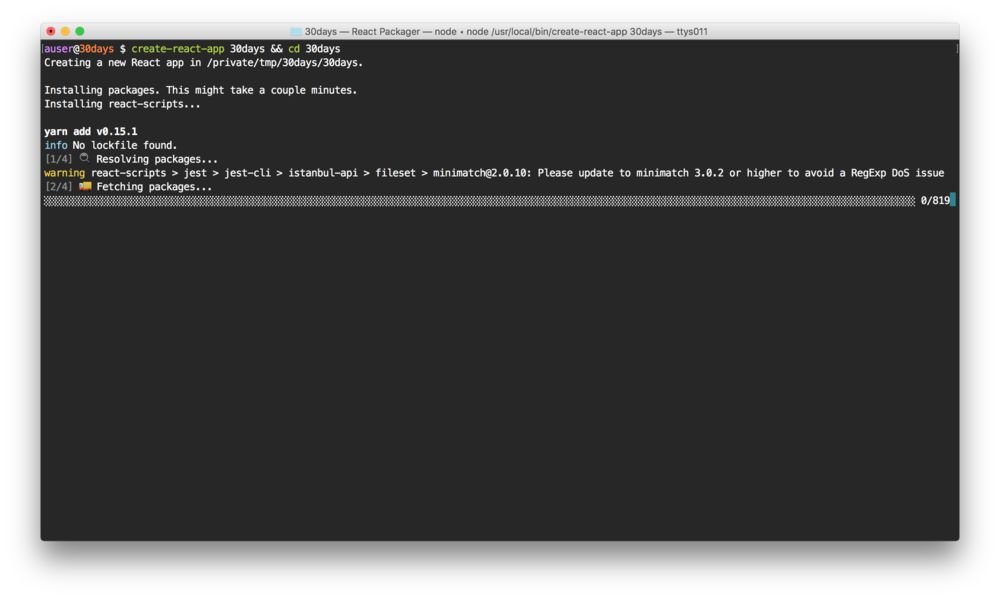 30days — React Packager — node • node /usr/local/bin/create-react-app 30days — ttys011
auser@30days $ create-react-app 30days && cd 30days
Creating a new React app in /private/tmp/30days/30days.
Installing packages. This might take a couple minutes.
Installing react-scripts...
yarn add v0.15.1
info No lockfile found.
[1/4] 🔍 Resolving packages...
warning react-scripts > jest > jest-cli > istanbul-api > fileset > minimatch@2.0.10: Please update to minimatch 3.0.2 or higher to avoid a RegExp DoS issue
[2/4] 🚚 Fetching packages...
0/819